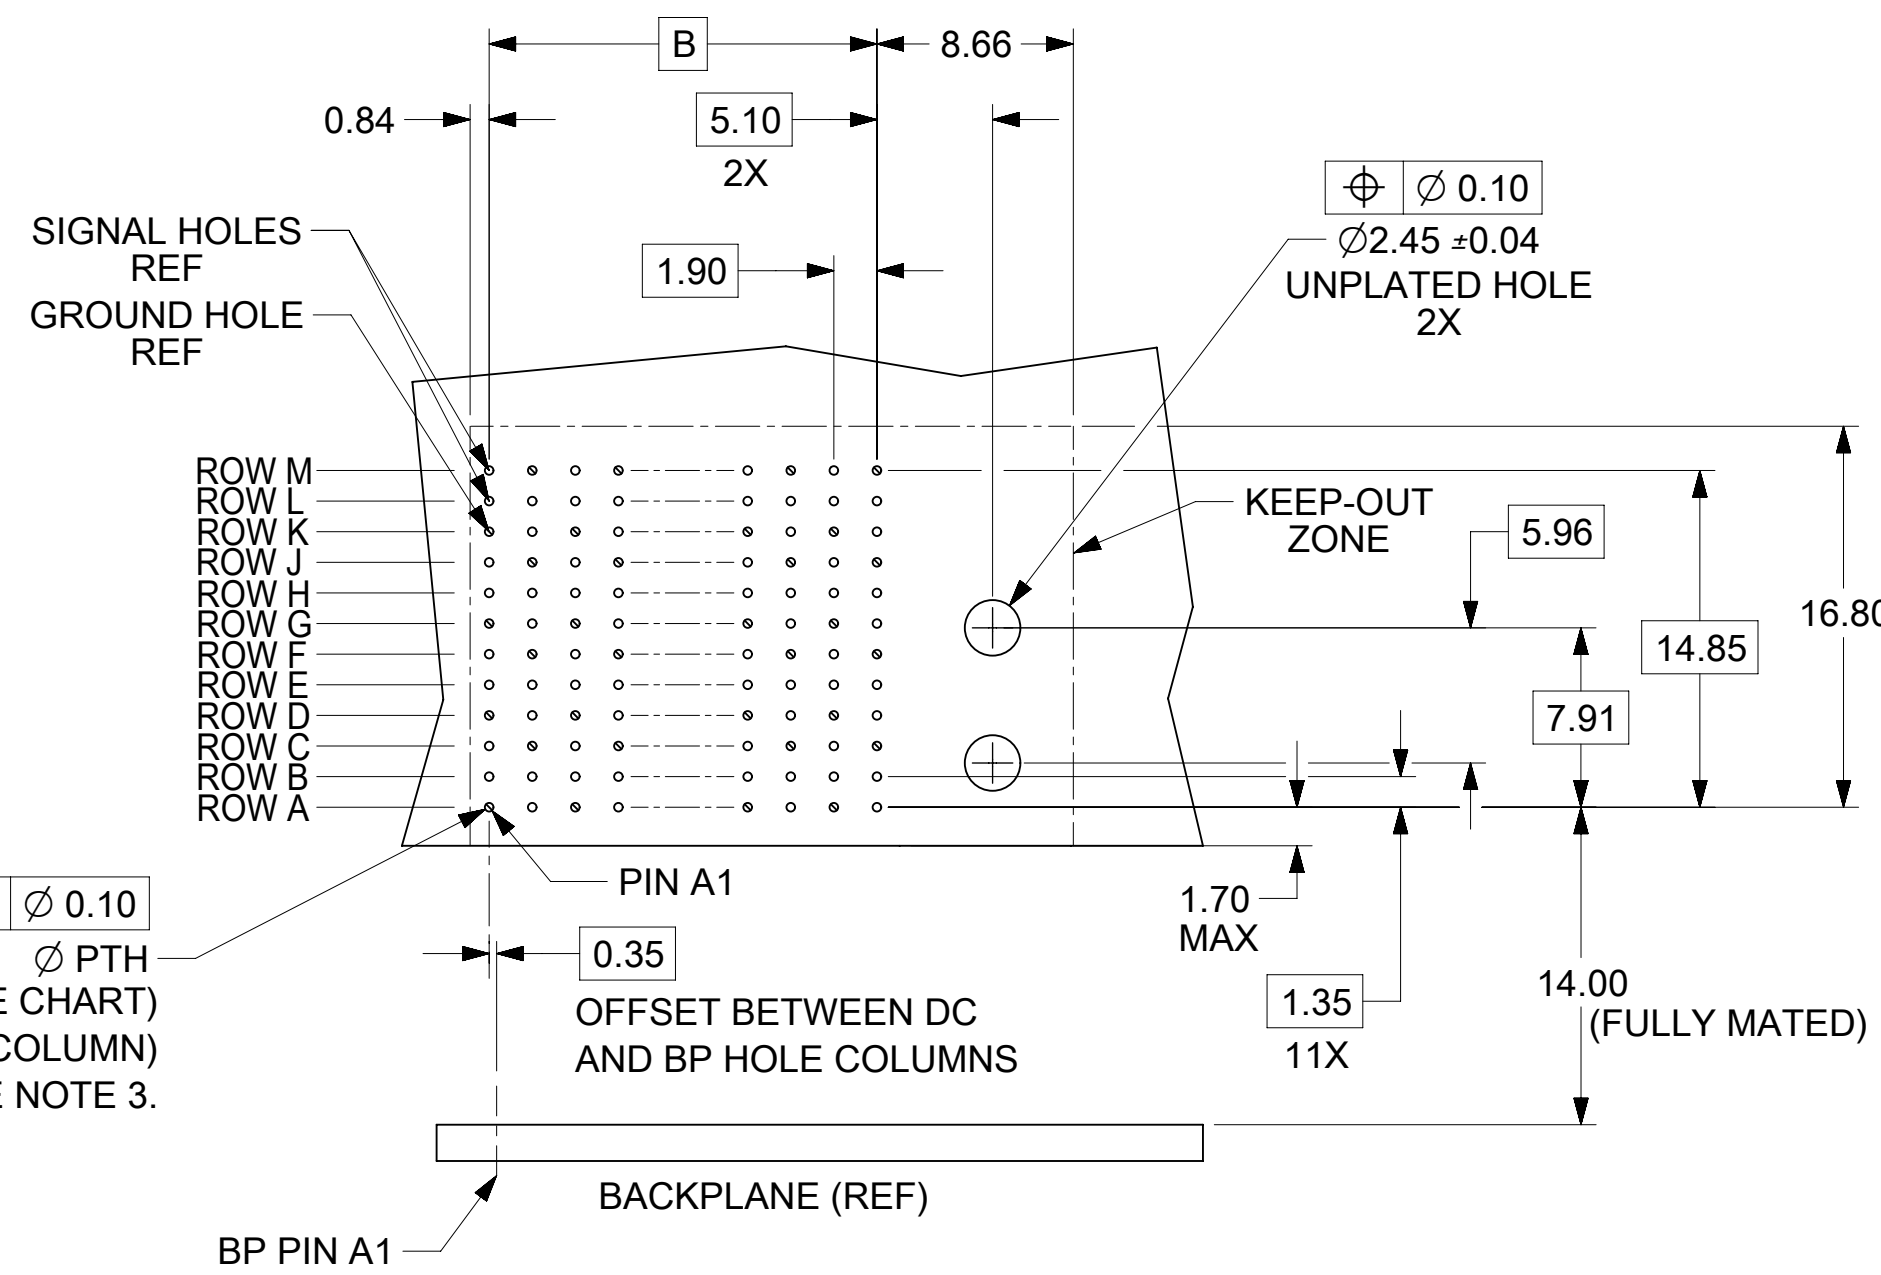 B
8.66
0.84
5.10
2X
⌖ ∅ 0.10
∅2.45 ±0.04
UNPLATED HOLE
2X
SIGNAL HOLES
REF
1.90
GROUND HOLE
REF
ROW M
ROW L
ROW K
ROW J
ROW H
ROW G
ROW F
ROW E
ROW D
ROW C
ROW B
ROW A
KEEP-OUT
ZONE
5.96
16.80
14.85
7.91
PIN A1
∅ 0.10
∅ PTH
E CHART)
COLUMN)
E NOTE 3.
1.70
MAX
0.35
OFFSET BETWEEN DC
AND BP HOLE COLUMNS
1.35
11X
14.00
(FULLY MATED)
BACKPLANE (REF)
BP PIN A1